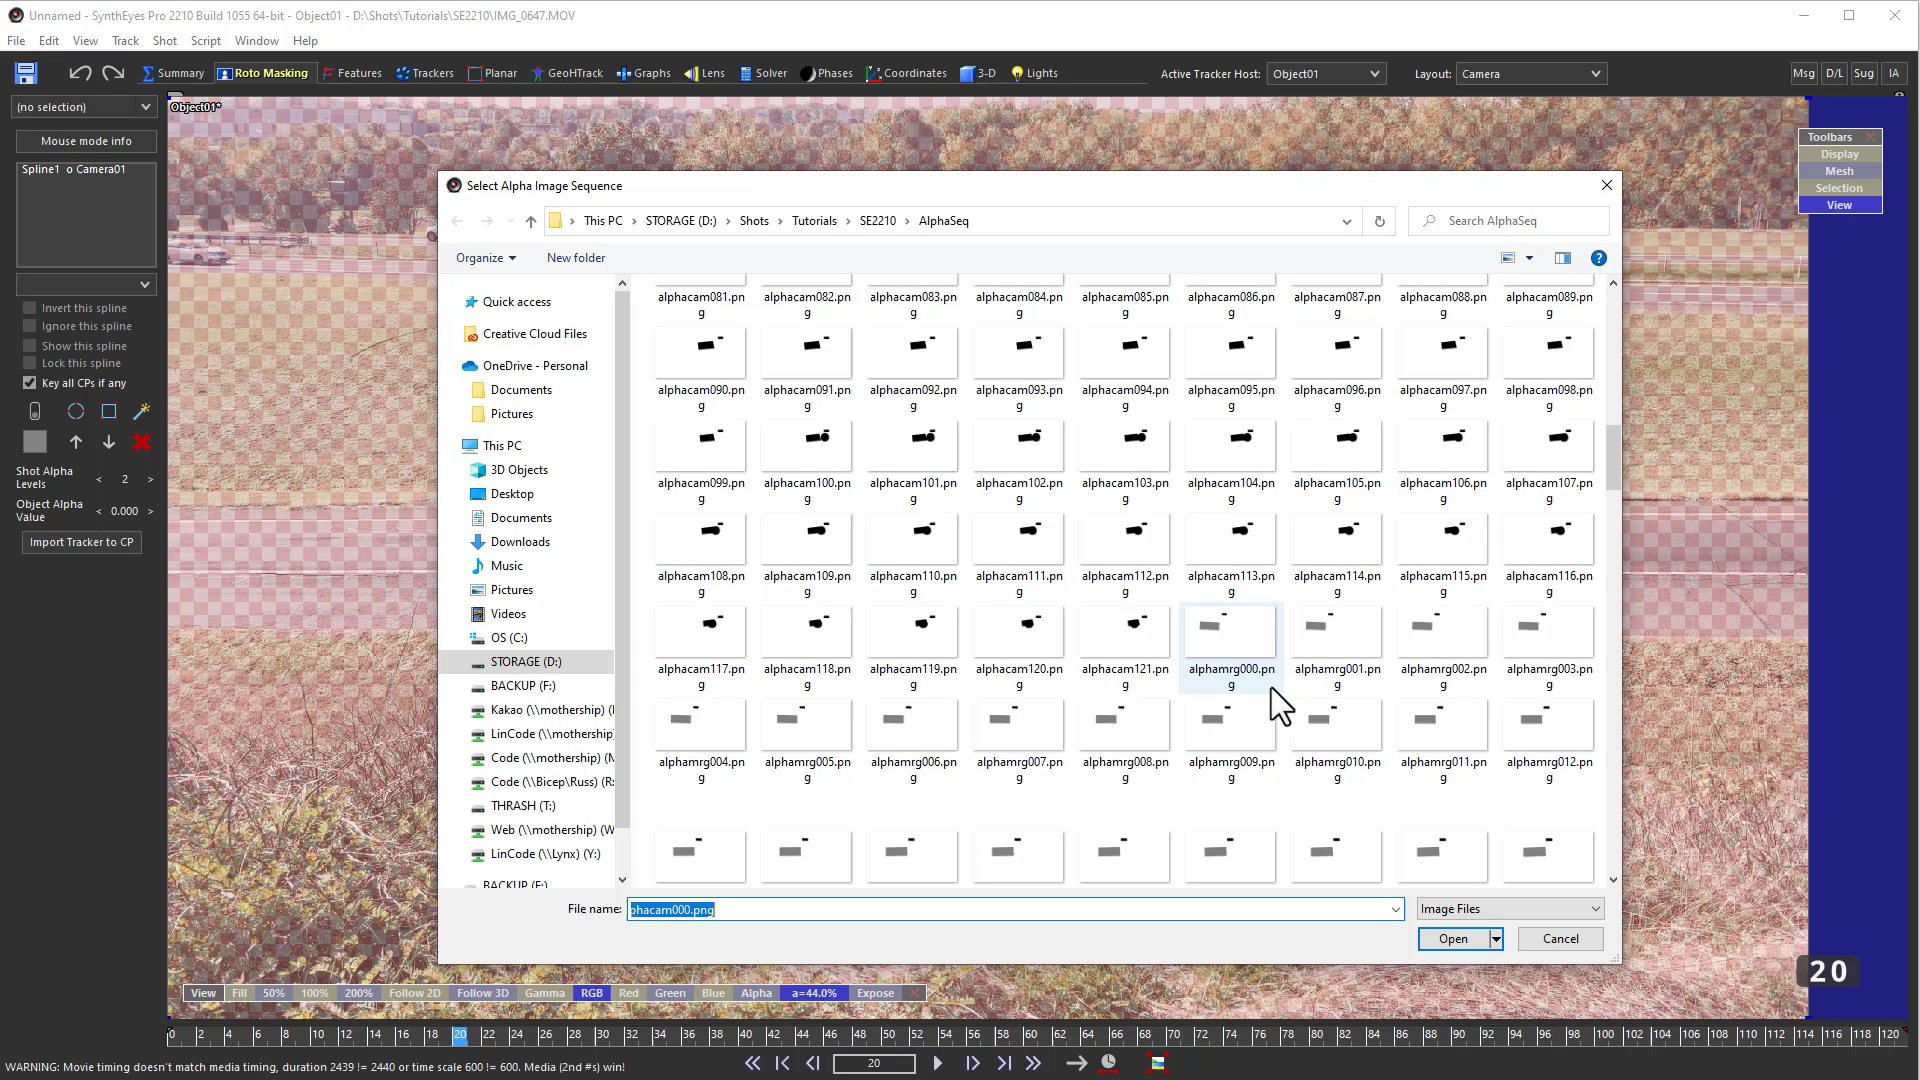 Unnamed - SynthEyes Pro 2210 Build 1055 64-bit - Object01 - D:\Shots\Tutorials\SE2210\IMG_0647.MOV
File Edit View Track Shot Script Window Help
Summary Roto Masking Features Trackers Planar GeoHTrack Graphs Lens Solver Phases Coordinates 3-D Lights Active Tracker Host: Object01 Layout: Camera Msg D/L Sug IA
(no selection)
Mouse mode info
Spline1 o Camera01
Invert this spline
Ignore this spline
Show this spline
Lock this spline
Key all CPs if any
Shot Alpha
Levels
< 2 >
Object Alpha
Value
< 0.000 >
Import Tracker to CP
Object01*
Toolbars
Display
Mesh
Selection
View
Select Alpha Image Sequence
This PC > STORAGE (D:) > Shots > Tutorials > SE2210 > AlphaSeq
Search AlphaSeq
Organize New folder
Quick access
Creative Cloud Files
OneDrive - Personal
Documents
Pictures
This PC
3D Objects
Desktop
Documents
Downloads
Music
Pictures
Videos
OS (C:)
STORAGE (D:)
BACKUP (F:)
Kakao (\\mothership) (
LinCode (\\mothership
Code (\\mothership) (M
Code (\\Bicep\Russ) (R:
THRASH (T:)
Web (\\mothership) (W
LinCode (\\Lynx) (Y:)
BACKUP (F:)
alphacam081.png alphacam082.png alphacam083.png alphacam084.png alphacam085.png alphacam086.png alphacam087.png alphacam088.png alphacam089.png
alphacam090.png alphacam091.png alphacam092.png alphacam093.png alphacam094.png alphacam095.png alphacam096.png alphacam097.png alphacam098.png
alphacam099.png alphacam100.png alphacam101.png alphacam102.png alphacam103.png alphacam104.png alphacam105.png alphacam106.png alphacam107.png
alphacam108.png alphacam109.png alphacam110.png alphacam111.png alphacam112.png alphacam113.png alphacam114.png alphacam115.png alphacam116.png
alphacam117.png alphacam118.png alphacam119.png alphacam120.png alphacam121.png alphamrg000.png alphamrg001.png alphamrg002.png alphamrg003.png
alphamrg004.png alphamrg005.png alphamrg006.png alphamrg007.png alphamrg008.png alphamrg009.png alphamrg010.png alphamrg011.png alphamrg012.png
File name: phacam000.png Image Files
Open Cancel
20
View Fill 50% 100% 200% Follow 2D Follow 3D Gamma RGB Red Green Blue Alpha a=44.0% Expose
0 2 4 6 8 10 12 14 16 18 20 22 24 26 28 30 32 34 36 38 40 42 44 46 48 50 52 54 56 58 60 62 64 66 68 70 72 74 76 78 80 82 84 86 88 90 92 94 96 98 100 102 104 106 108 110 112 114 116 118 120
WARNING: Movie timing doesn't match media timing, duration 2439 != 2440 or time scale 600 != 600. Media (2nd #s) win!
20